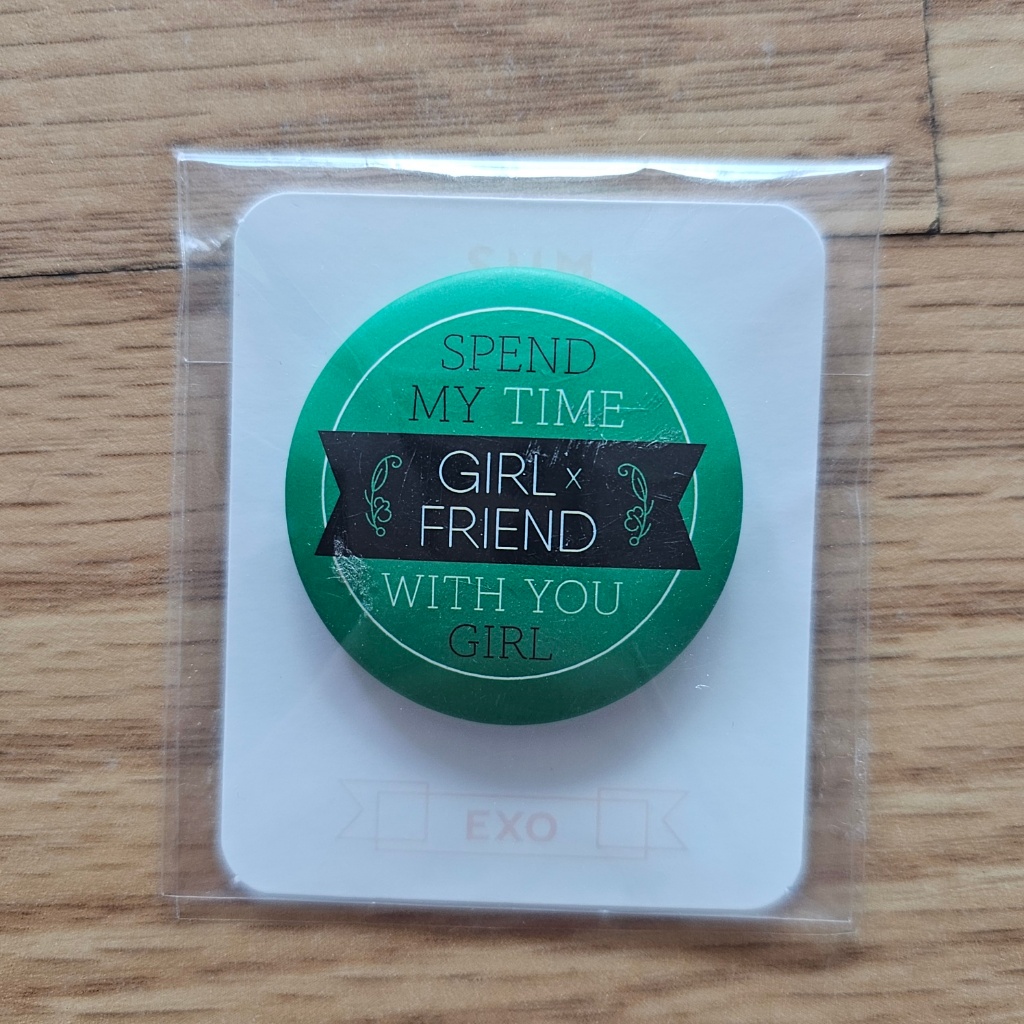 SPEND
MY TIME
GIRL x
FRIEND
WITH YOU
GIRL
EXO